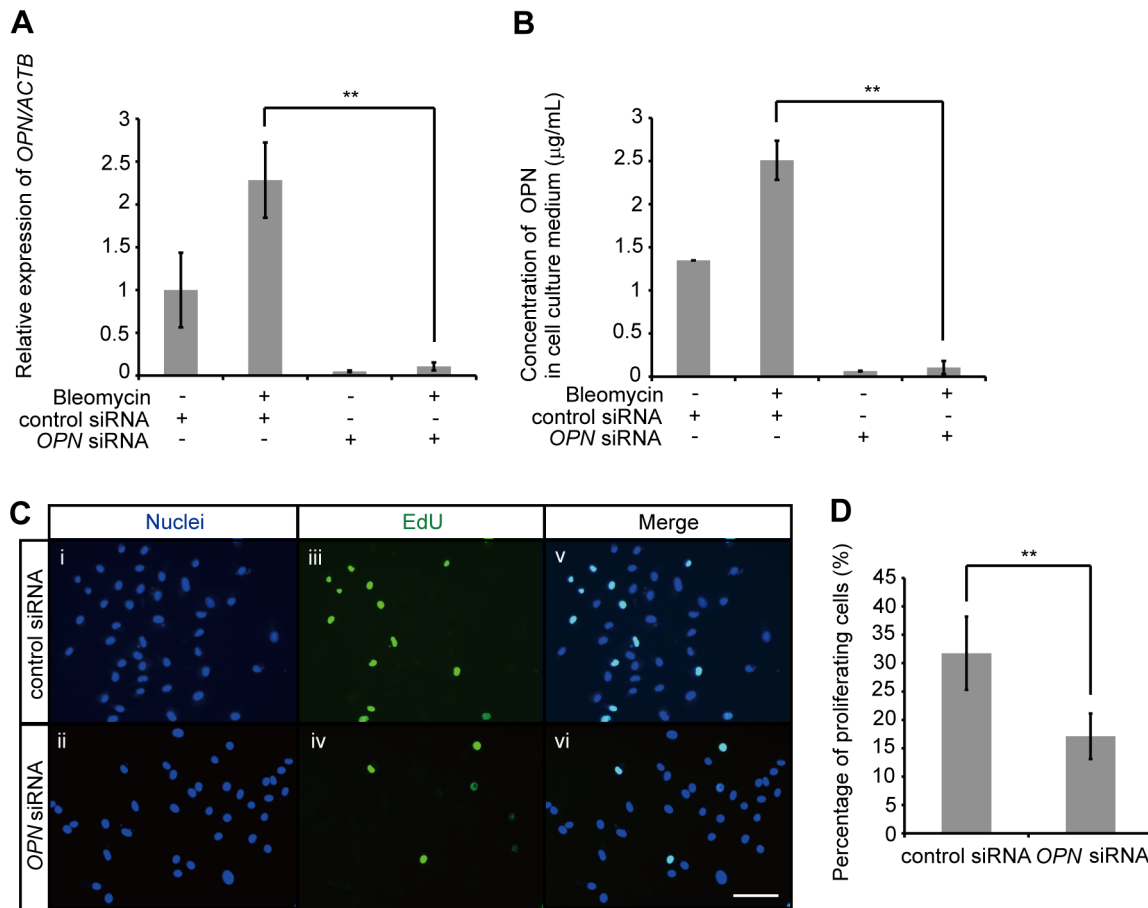 A
Relative expression of OPN/ACTB
**
3
2.5
2
1.5
1
0.5
0
Bleomycin - + - +
control siRNA + + - -
OPN siRNA - - + +
B
Concentration of OPN
in cell culture medium (μg/mL)
**
3
2.5
2
1.5
1
0.5
0
Bleomycin - + - +
control siRNA + + - -
OPN siRNA - - + +
C
Nuclei EdU Merge
control siRNA
i iii v
OPN siRNA
ii iv vi
D
Percentage of proliferating cells (%)
**
45
40
35
30
25
20
15
10
5
0
control siRNA OPN siRNA